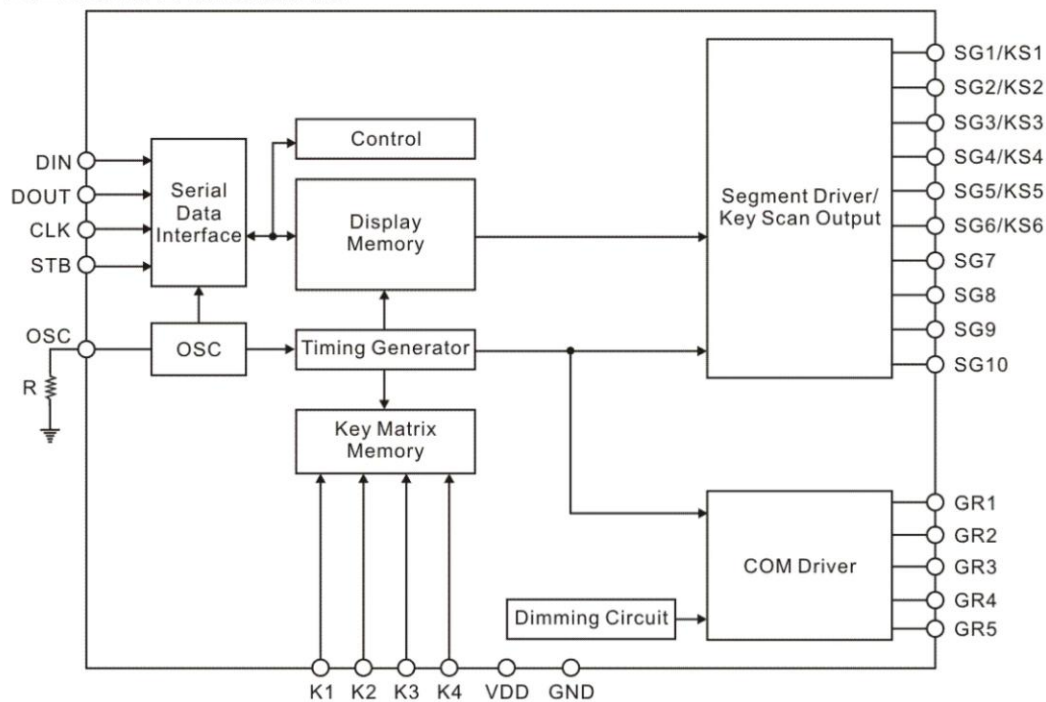 DIN
DOUT
CLK
STB
OSC
R
Serial
Data
Interface
OSC
Control
Display
Memory
Timing Generator
Key Matrix
Memory
Segment Driver/
Key Scan Output
COM Driver
Dimming Circuit
SG1/KS1
SG2/KS2
SG3/KS3
SG4/KS4
SG5/KS5
SG6/KS6
SG7
SG8
SG9
SG10
GR1
GR2
GR3
GR4
GR5
K1 K2 K3 K4 VDD GND